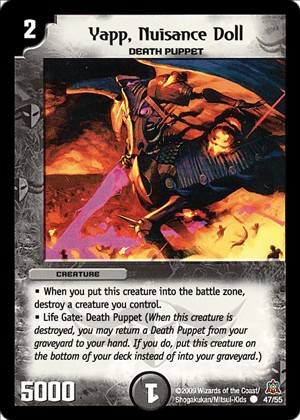 2
Yapp, Nuisance Doll
DEATH PUPPET
CREATURE
▪ When you put this creature into the battle zone,
destroy a creature you control.
▪ Life Gate: Death Puppet (When this creature is
destroyed, you may return a Death Puppet from your
graveyard to your hand. If you do, put this creature
on the bottom of your deck instead of into your graveyard.)
5000
1
©2009 Wizards of the Coast/
Shogakukan/Mitsui-Kids
47/55